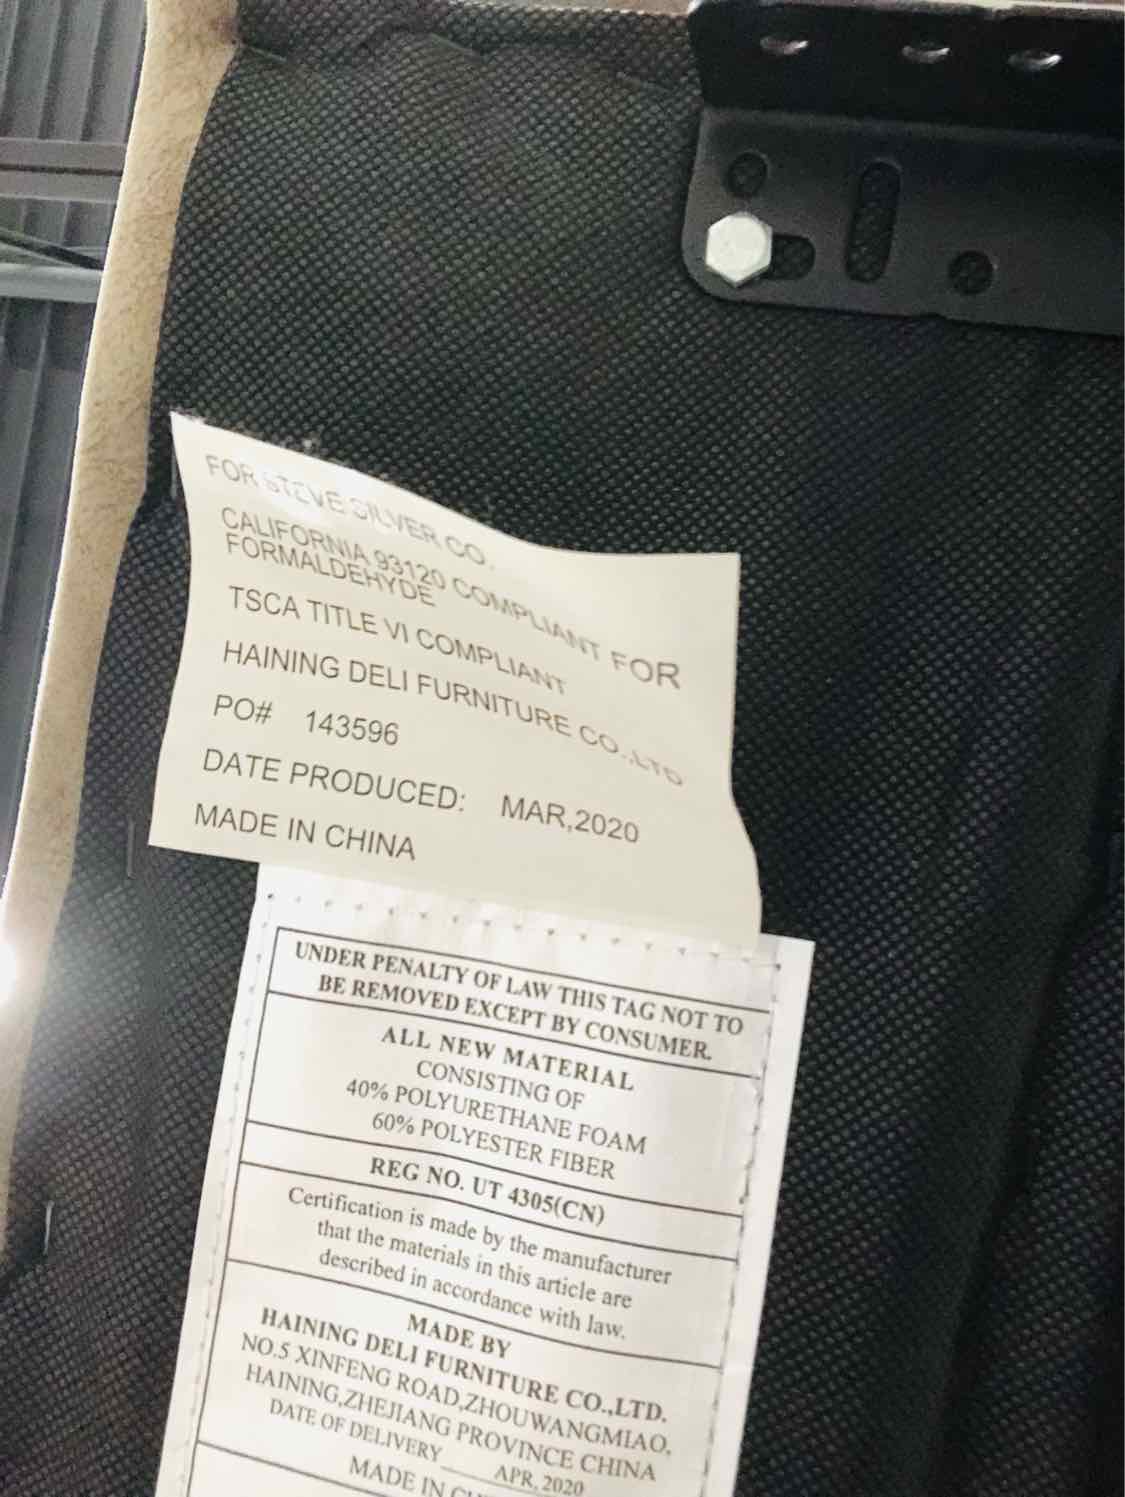 FOR STEVE SILVER CO.
CALIFORNIA 93120 COMPLIANT FOR
FORMALDEHYDE
TSCA TITLE VI COMPLIANT
HAINING DELI FURNITURE CO.,LTD
PO# 143596
DATE PRODUCED: MAR,2020
MADE IN CHINA
UNDER PENALTY OF LAW THIS TAG NOT TO
BE REMOVED EXCEPT BY CONSUMER.
ALL NEW MATERIAL
CONSISTING OF
40% POLYURETHANE FOAM
60% POLYESTER FIBER
REG NO. UT 4305(CN)
Certification is made by the manufacturer
that the materials in this article are
described in accordance with law.
MADE BY
HAINING DELI FURNITURE CO.,LTD.
NO.5 XINFENG ROAD,ZHOUWANGMIAO,
HAINING,ZHEJIANG PROVINCE CHINA
DATE OF DELIVERY APR, 2020
MADE IN